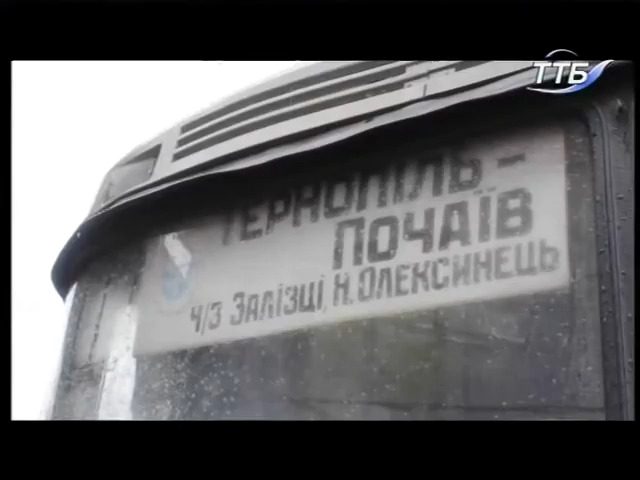 ТТБ
ТЕРНОПІЛЬ-
ПОЧАЇВ
Ч/З ЗАЛІЗЦІ, Н. ОЛЕКСИНЕЦЬ